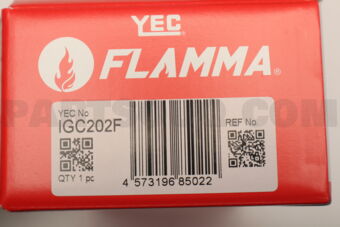 YEC
FLAMMA®
YEC No
IGC202F
REF No
QTY 1 pc
4 573196 85022